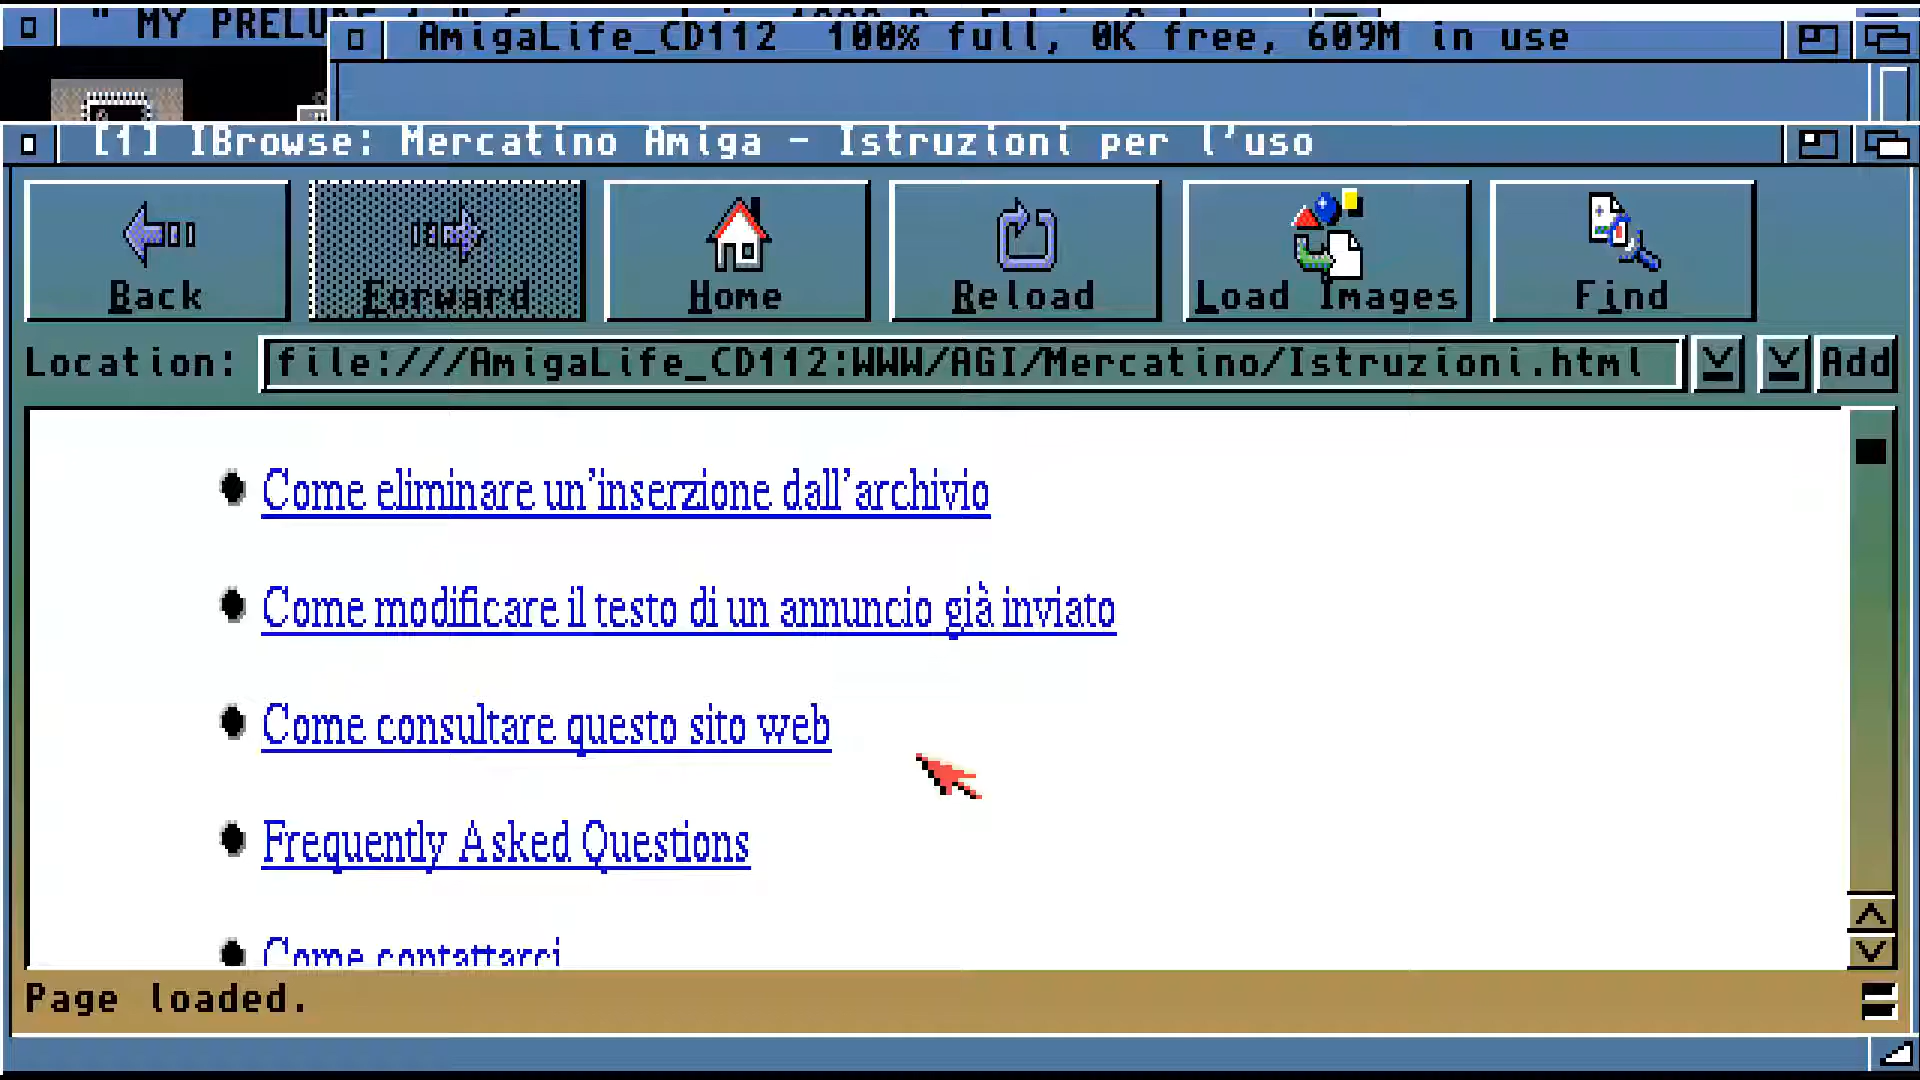 " MY PRELU
AmigaLife_CD112 100% full, 0K free, 609M in use
[1] IBrowse: Mercatino Amiga - Istruzioni per l'uso
Back Forward Home Reload Load Images Find
Location: file:///AmigaLife_CD112:WWW/AGI/Mercatino/Istruzioni.html Add
Come eliminare un'inserzione dall'archivio
Come modificare il testo di un annuncio già inviato
Come consultare questo sito web
Frequently Asked Questions
Come contattarci
Page loaded.